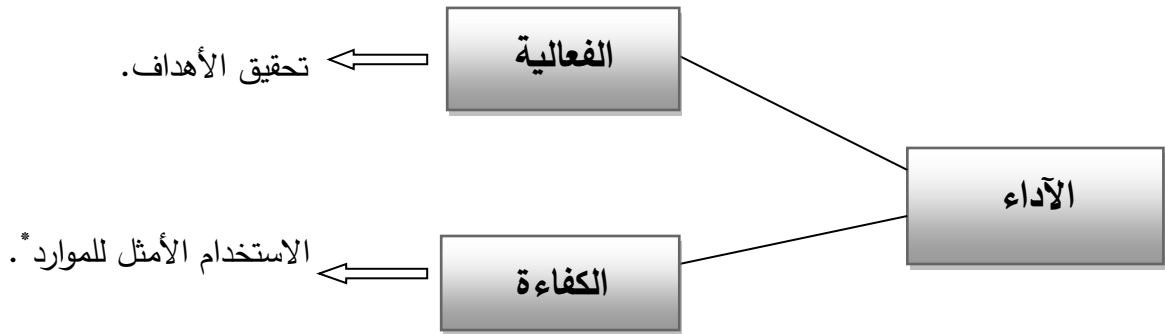 الفعالية
تحقيق الأهداف.
الآداء
الاستخدام الأمثل للموارد*.
الكفاءة